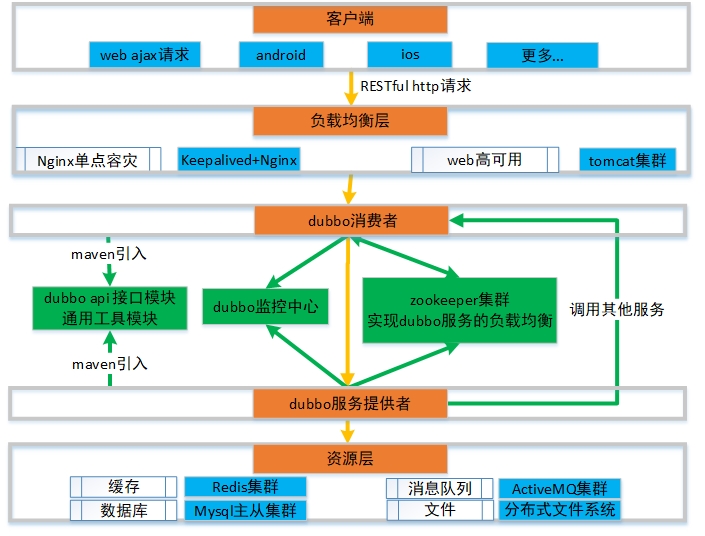 客户端
web ajax请求
android
ios
更多...
RESTful http请求
负载均衡层
Nginx单点容灾
Keepalived+Nginx
web高可用
tomcat集群
dubbo消费者
maven引入
dubbo api接口模块
通用工具模块
dubbo监控中心
zookeeper集群
实现dubbo服务的负载均衡
调用其他服务
maven引入
dubbo服务提供者
资源层
缓存
Redis集群
消息队列
ActiveMQ集群
数据库
Mysql主从集群
文件
分布式文件系统